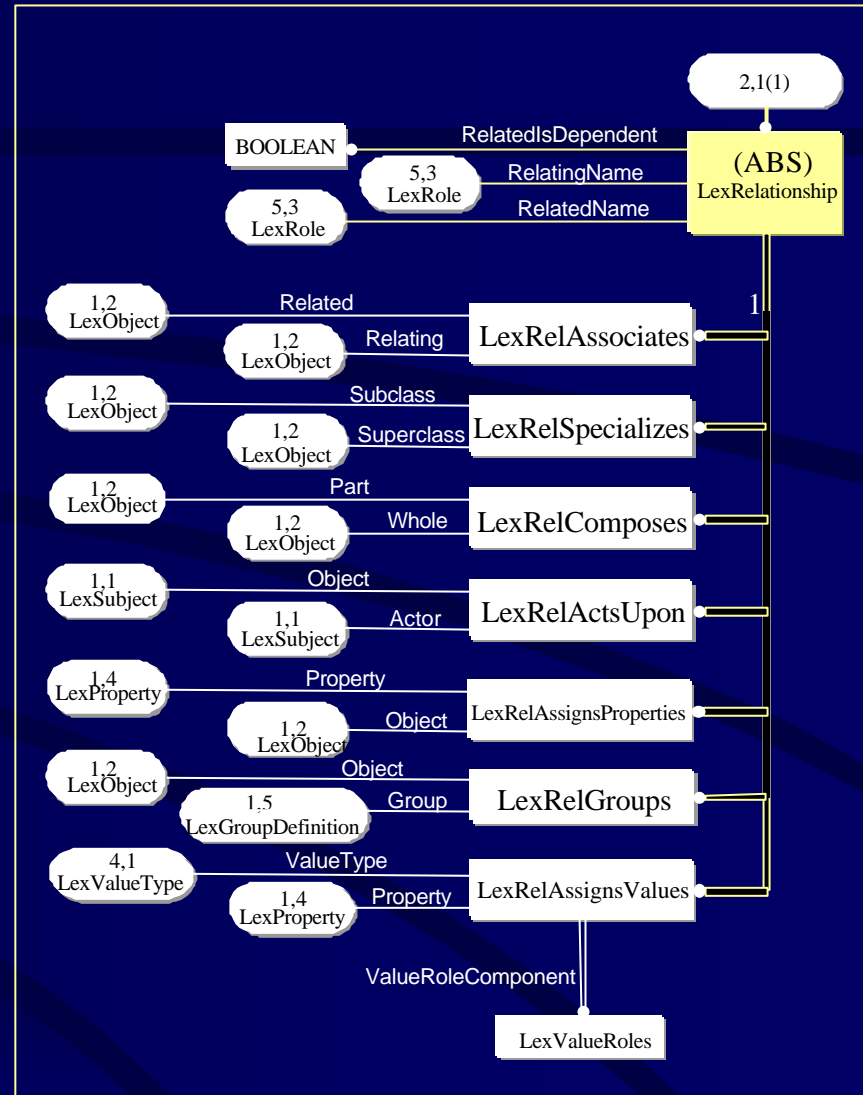 2,1(1)
RelatedIsDependent
BOOLEAN
(ABS)
LexRelationship
5,3
LexRole
RelatingName
5,3
LexRole
RelatedName
1
1,2
LexObject
Related
1,2
LexObject
Relating
LexRelAssociates
1,2
LexObject
Subclass
1,2
LexObject
Superclass
LexRelSpecializes
1,2
LexObject
Part
1,2
LexObject
Whole
LexRelComposes
1,1
LexSubject
Object
1,1
LexSubject
Actor
LexRelActsUpon
1,4
LexProperty
Property
1,2
LexObject
Object
LexRelAssignsProperties
1,2
LexObject
Object
1,5
LexGroupDefinition
Group
LexRelGroups
4,1
LexValueType
ValueType
1,4
LexProperty
Property
LexRelAssignsValues
ValueRoleComponent
LexValueRoles